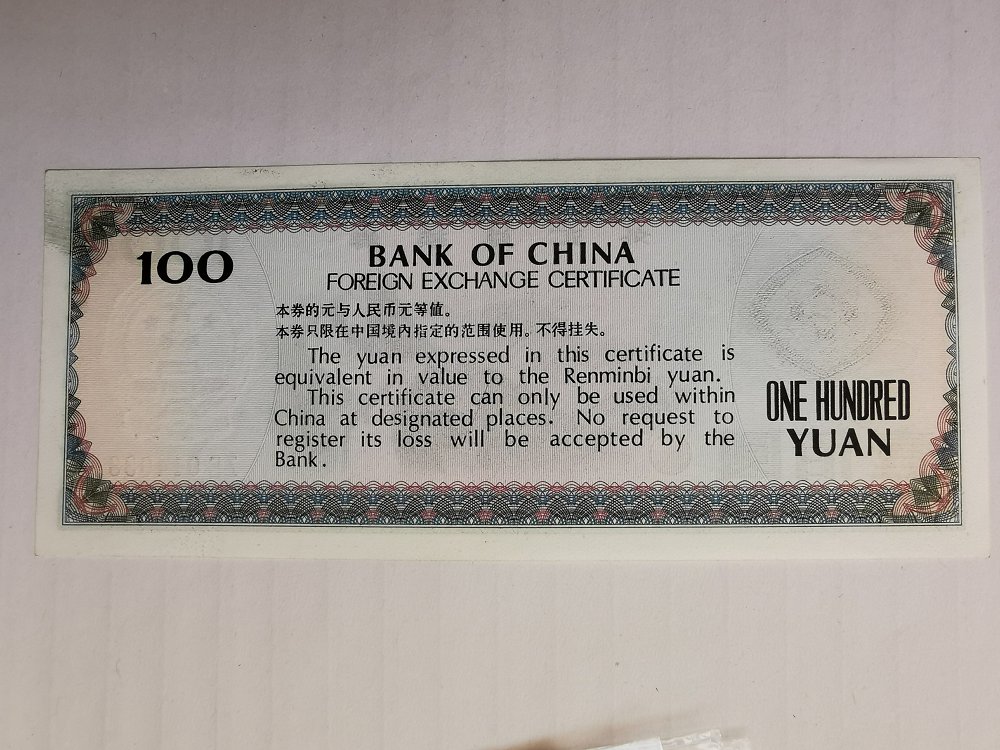 100
BANK OF CHINA
FOREIGN EXCHANGE CERTIFICATE
本券的元与人民币元等值。
本券只限在中国境内指定的范围使用。不得挂失。
The yuan expressed in this certificate is
equivalent in value to the Renminbi yuan.
This certificate can only be used within
China at designated places. No request to
register its loss will be accepted by the
Bank.
ONE HUNDRED
YUAN